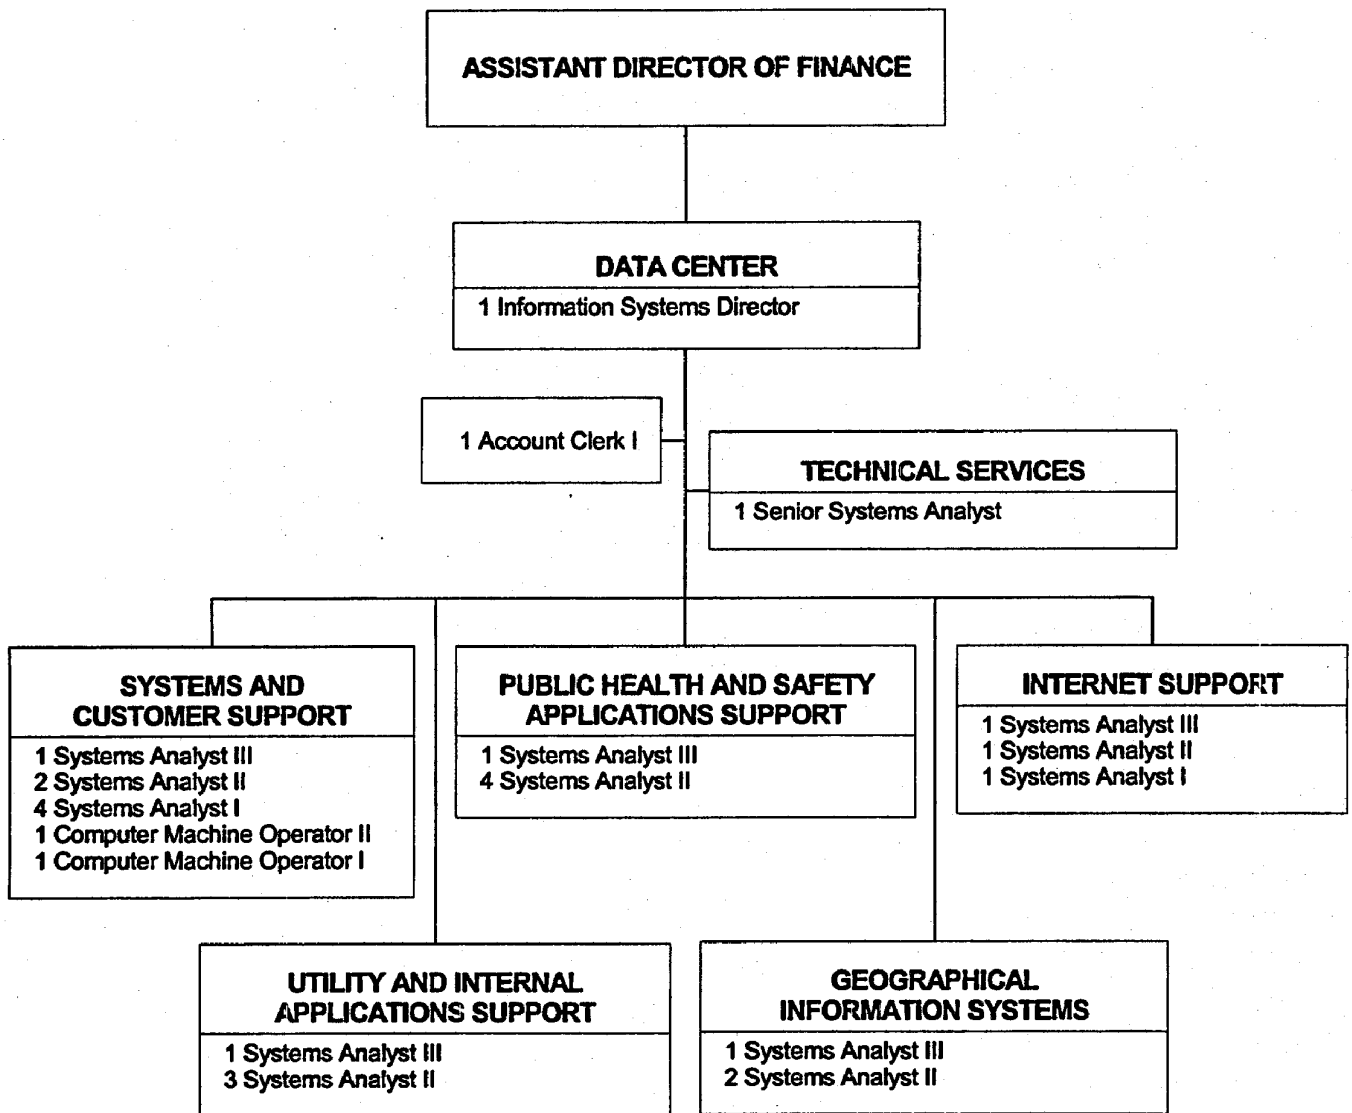 ASSISTANT DIRECTOR OF FINANCE
DATA CENTER
1 Information Systems Director
1 Account Clerk I
TECHNICAL SERVICES
1 Senior Systems Analyst
SYSTEMS AND
CUSTOMER SUPPORT
1 Systems Analyst III
2 Systems Analyst II
4 Systems Analyst I
1 Computer Machine Operator II
1 Computer Machine Operator I
PUBLIC HEALTH AND SAFETY
APPLICATIONS SUPPORT
1 Systems Analyst III
4 Systems Analyst II
INTERNET SUPPORT
1 Systems Analyst III
1 Systems Analyst II
1 Systems Analyst I
UTILITY AND INTERNAL
APPLICATIONS SUPPORT
1 Systems Analyst III
3 Systems Analyst II
GEOGRAPHICAL
INFORMATION SYSTEMS
1 Systems Analyst III
2 Systems Analyst II